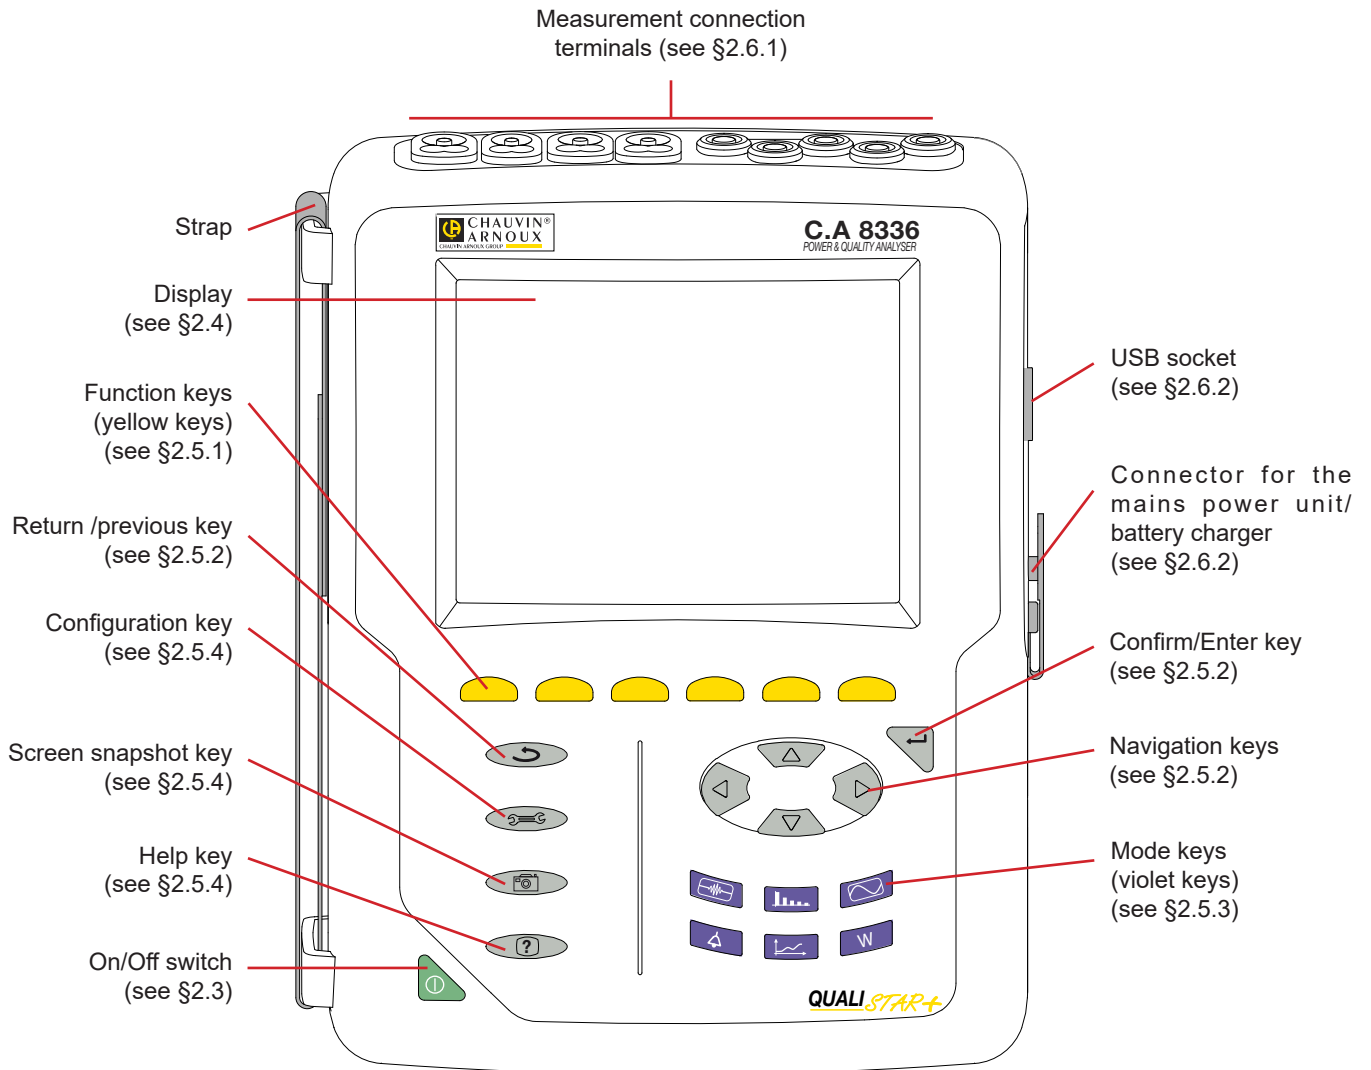 Measurement connection
terminals (see §2.6.1)
Strap
CHAUVIN®
ARNOUX
CHAUVIN ARNOUX GROUP
C.A 8336
POWER & QUALITY ANALYSER
Display
(see §2.4)
Function keys
(yellow keys)
(see §2.5.1)
Return /previous key
(see §2.5.2)
Configuration key
(see §2.5.4)
Screen snapshot key
(see §2.5.4)
Help key
(see §2.5.4)
On/Off switch
(see §2.3)
USB socket
(see §2.6.2)
Connector for the
mains power unit/
battery charger
(see §2.6.2)
Confirm/Enter key
(see §2.5.2)
Navigation keys
(see §2.5.2)
Mode keys
(violet keys)
(see §2.5.3)
?
W
QUALISTAR+